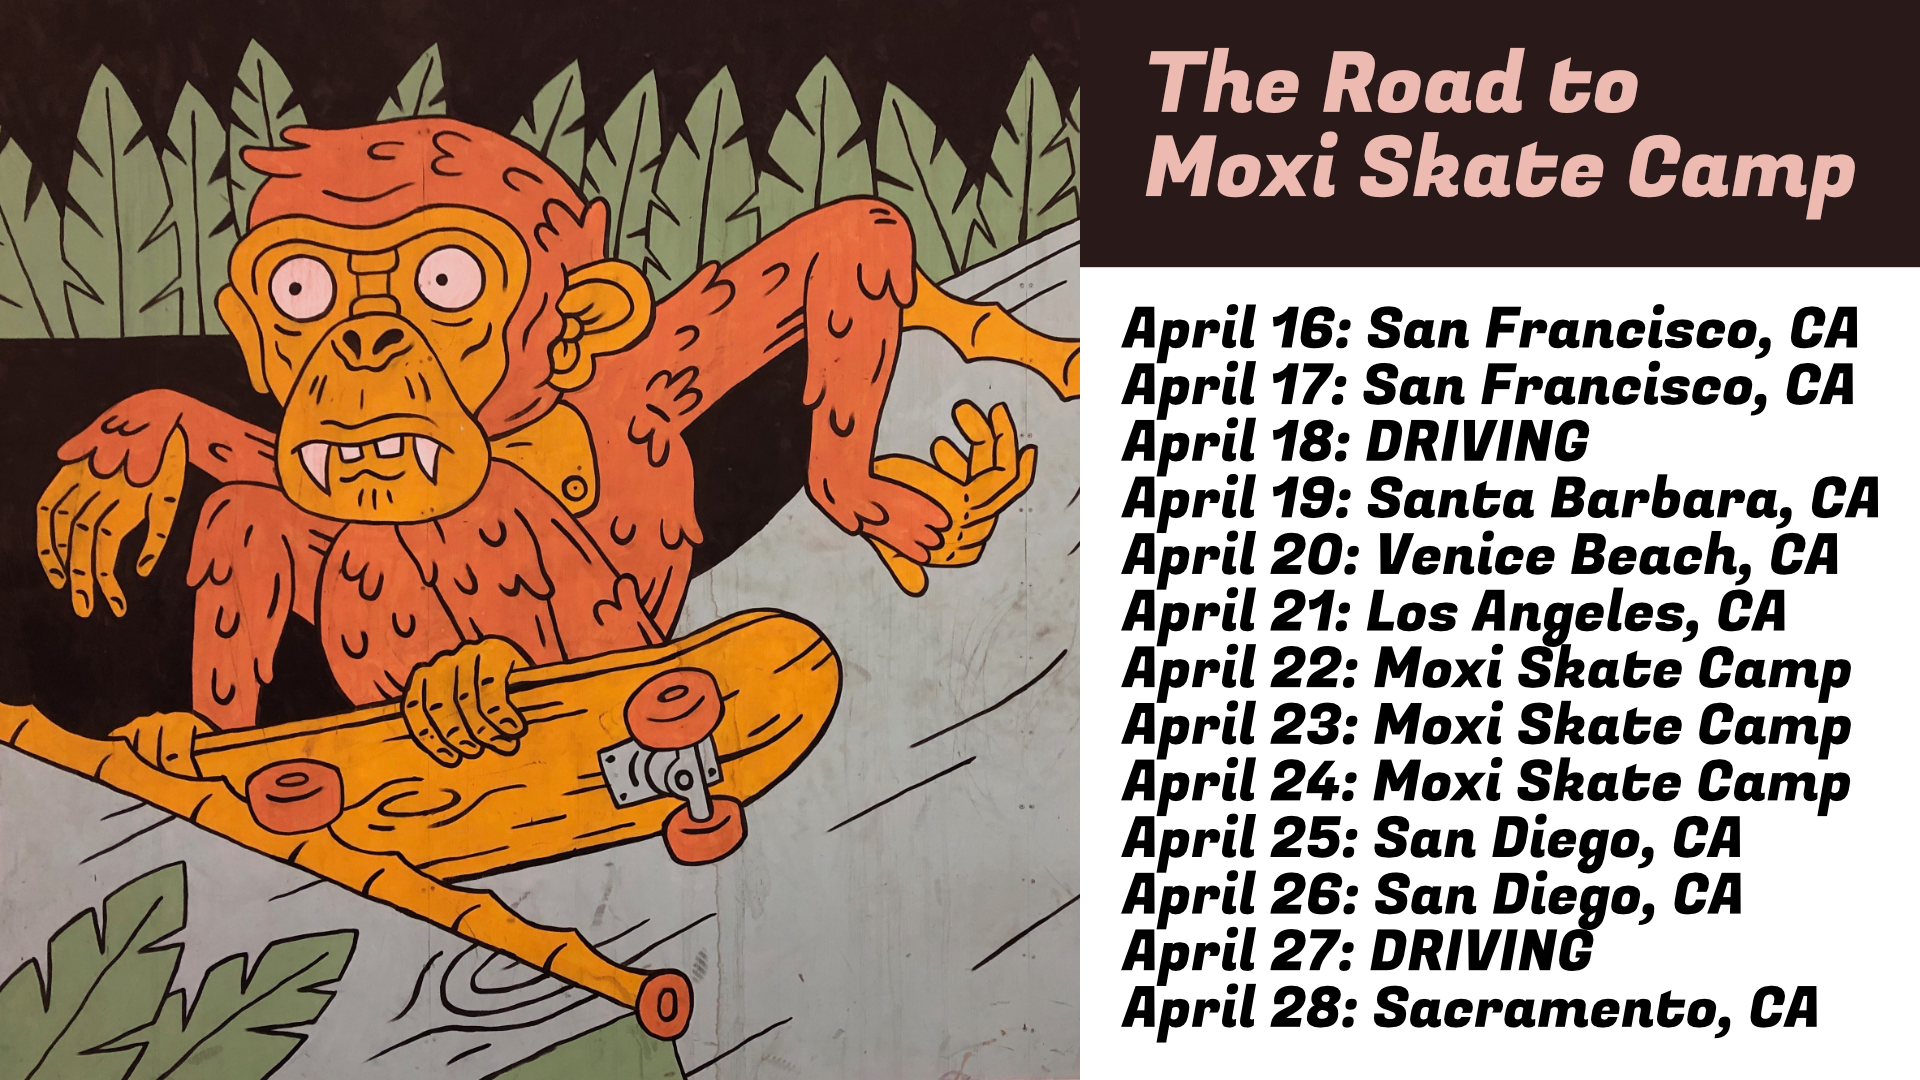 The Road to
Moxi Skate Camp
April 16: San Francisco, CA
April 17: San Francisco, CA
April 18: DRIVING
April 19: Santa Barbara, CA
April 20: Venice Beach, CA
April 21: Los Angeles, CA
April 22: Moxi Skate Camp
April 23: Moxi Skate Camp
April 24: Moxi Skate Camp
April 25: San Diego, CA
April 26: San Diego, CA
April 27: DRIVING
April 28: Sacramento, CA